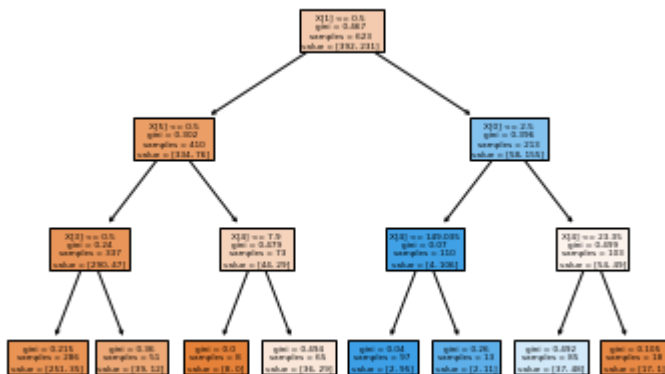 X[1] <= 0.5
gini = 0.467
samples = 623
value = [392, 231]
X[5] <= 0.5
gini = 0.302
samples = 410
value = [334, 76]
X[0] <= 2.5
gini = 0.396
samples = 213
value = [58, 155]
<= 0.5
gini = 0.24
samples = 337
value = [290, 47]
X[4] <= 7.9
gini = 0.479
samples = 73
value = [44, 29]
X[4] <= 149.035
gini = 0.07
samples = 110
value = [4, 106]
X[4] <= 23.35
gini = 0.499
samples = 103
value = [54, 49]
gini = 0.215
samples = 286
value = [251, 35]
gini = 0.36
samples = 51
value = [39, 12]
gini = 0.0
samples = 8
value = [8, 0]
gini = 0.494
samples = 65
value = [36, 29]
gini = 0.04
samples = 97
value = [2, 95]
gini = 0.26
samples = 13
value = [2, 11]
gini = 0.492
samples = 85
value = [37, 48]
gini = 0.105
samples = 18
value = [17, 1